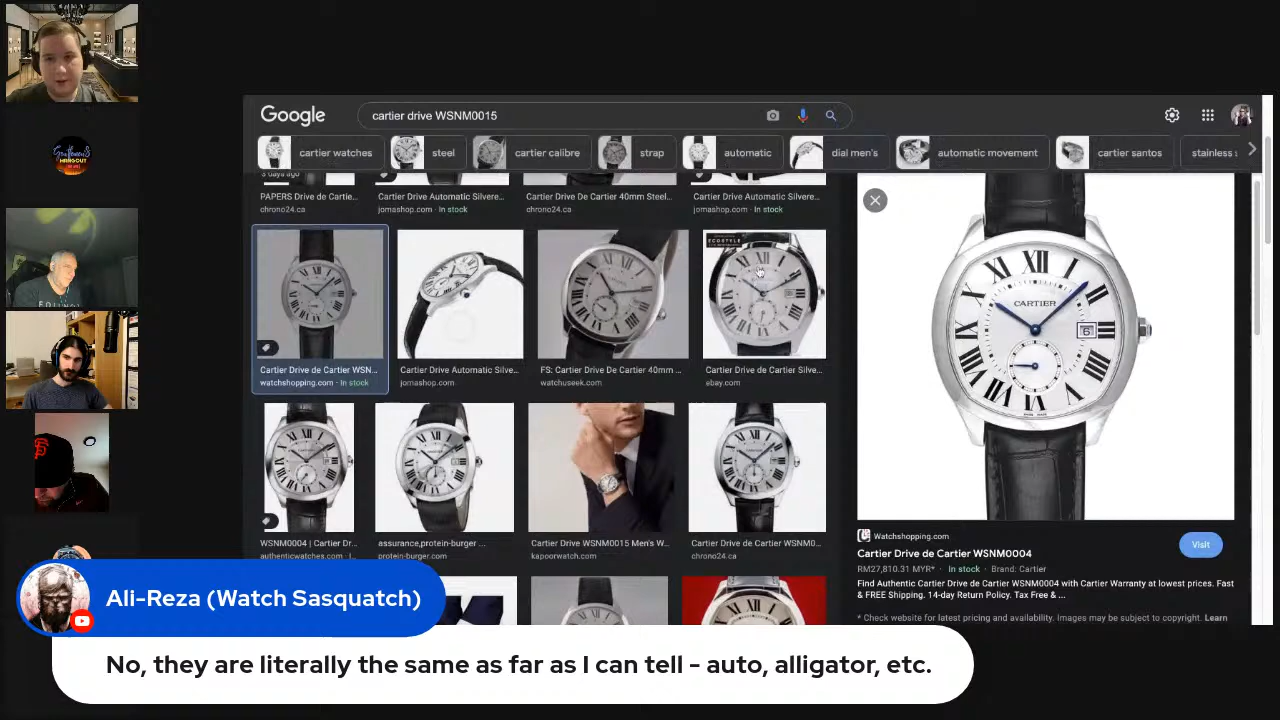 Google
cartier drive WSNM0015
cartier watches
steel
cartier calibre
strap
automatic
dial men's
automatic movement
cartier santos
stainless s
3 days ago
PAPERS Drive de Cartie...
chrono24.ca
Cartier Drive Automatic Silvere...
jomashop.com · In stock
Cartier Drive De Cartier 40mm Steel...
chrono24.ca
Cartier Drive Automatic Silvere...
jomashop.com · In stock
ECOSTYLE
Cartier Drive de Cartier WSN...
watchshopping.com · In stock
Cartier Drive Automatic Silve...
jomashop.com
FS: Cartier Drive De Cartier 40mm ...
watchuseek.com
Cartier Drive de Cartier Silve...
ebay.com
WSNM0004 | Cartier Dr...
authenticwatches.com · I...
assurance,protein-burger ...
protein-burger.com
Cartier Drive WSNM0015 Men's W...
kapoorwatch.com
Cartier Drive de Cartier WSNM0...
chrono24.ca
CARTIER
6
Watchshopping.com
Cartier Drive de Cartier WSNM0004
Visit
RM27,810.31 MYR* · In stock · Brand: Cartier
Find Authentic Cartier Drive de Cartier WSNM0004 with Cartier Warranty at lowest prices. Fast
& FREE Shipping. 14-day Return Policy. Tax Free & ...
* Check website for latest pricing and availability. Images may be subject to copyright. Learn
Ali-Reza (Watch Sasquatch)
No, they are literally the same as far as I can tell - auto, alligator, etc.